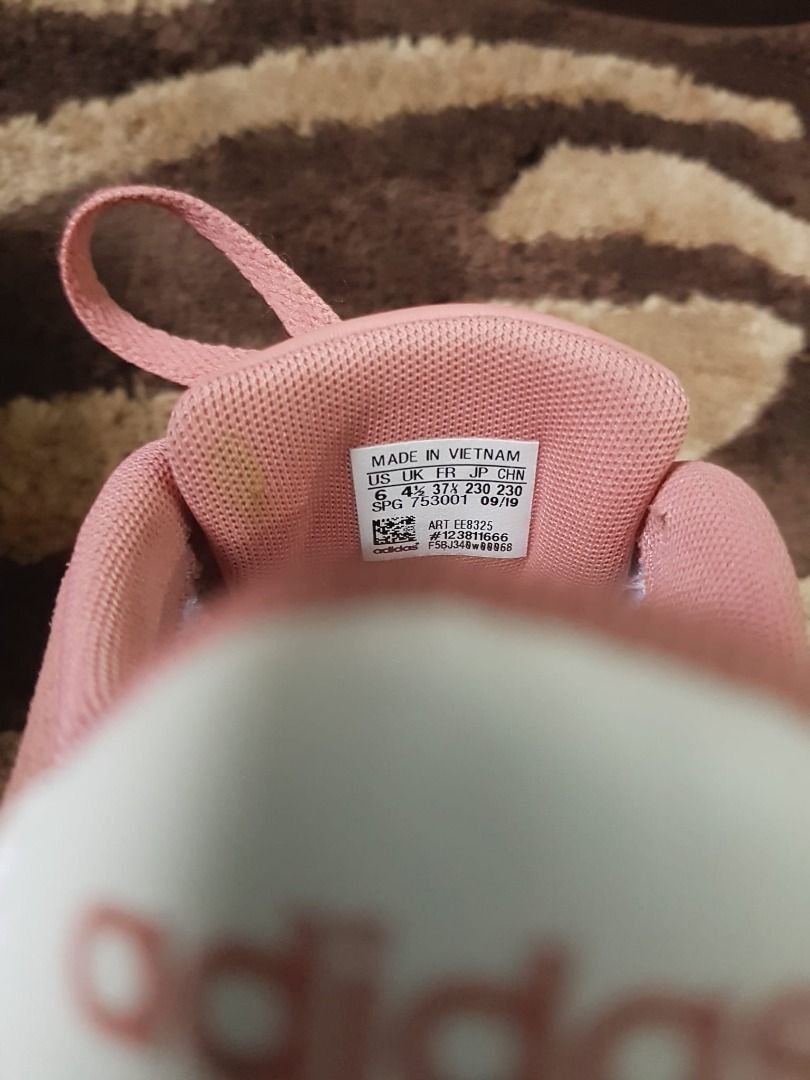 MADE IN VIETNAM
US UK FR JP CHN
6 4½ 37⅓ 230 230
SPG 753001 09/19
ART EE8325
#123811666
adidas F5BJ340w00068
adidas